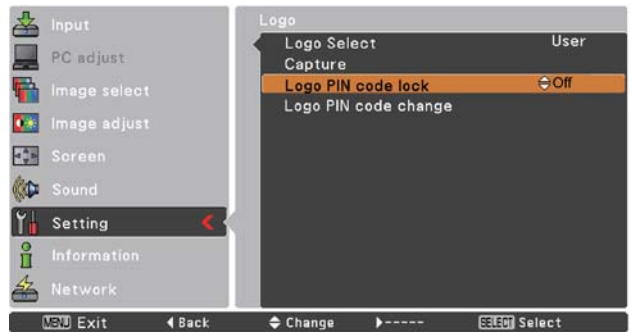 Input
PC adjust
Image select
Image adjust
Screen
Sound
Setting
Information
Network
Logo
Logo Select User
Capture
Logo PIN code lock Off
Logo PIN code change
MENU Exit Back Change ----- SELECT Select